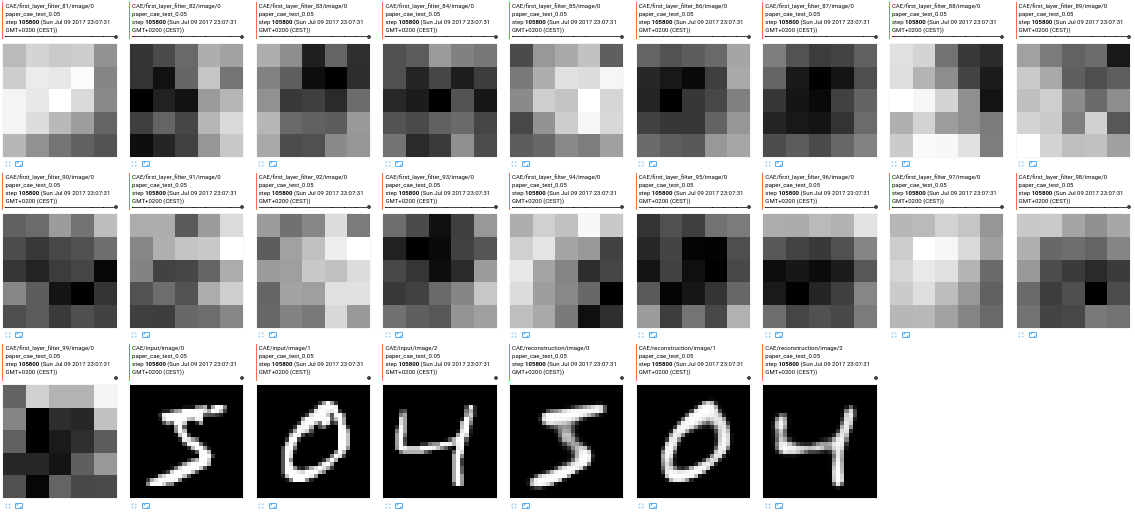 CAE/first_layer_filter_81/image/0
paper_cae_test_0.05
step 105800 (Sun Jul 09 2017 23:07:31
GMT+0200 (CEST))
CAE/first_layer_filter_82/image/0
paper_cae_test_0.05
step 105800 (Sun Jul 09 2017 23:07:31
GMT+0200 (CEST))
CAE/first_layer_filter_83/image/0
paper_cae_test_0.05
step 105800 (Sun Jul 09 2017 23:07:31
GMT+0200 (CEST))
CAE/first_layer_filter_84/image/0
paper_cae_test_0.05
step 105800 (Sun Jul 09 2017 23:07:31
GMT+0200 (CEST))
CAE/first_layer_filter_85/image/0
paper_cae_test_0.05
step 105800 (Sun Jul 09 2017 23:07:31
GMT+0200 (CEST))
CAE/first_layer_filter_86/image/0
paper_cae_test_0.05
step 105800 (Sun Jul 09 2017 23:07:31
GMT+0200 (CEST))
CAE/first_layer_filter_87/image/0
paper_cae_test_0.05
step 105800 (Sun Jul 09 2017 23:07:31
GMT+0200 (CEST))
CAE/first_layer_filter_88/image/0
paper_cae_test_0.05
step 105800 (Sun Jul 09 2017 23:07:31
GMT+0200 (CEST))
CAE/first_layer_filter_89/image/0
paper_cae_test_0.05
step 105800 (Sun Jul 09 2017 23:07:31
GMT+0200 (CEST))
CAE/first_layer_filter_90/image/0
paper_cae_test_0.05
step 105800 (Sun Jul 09 2017 23:07:31
GMT+0200 (CEST))
CAE/first_layer_filter_91/image/0
paper_cae_test_0.05
step 105800 (Sun Jul 09 2017 23:07:31
GMT+0200 (CEST))
CAE/first_layer_filter_92/image/0
paper_cae_test_0.05
step 105800 (Sun Jul 09 2017 23:07:31
GMT+0200 (CEST))
CAE/first_layer_filter_93/image/0
paper_cae_test_0.05
step 105800 (Sun Jul 09 2017 23:07:31
GMT+0200 (CEST))
CAE/first_layer_filter_94/image/0
paper_cae_test_0.05
step 105800 (Sun Jul 09 2017 23:07:31
GMT+0200 (CEST))
CAE/first_layer_filter_95/image/0
paper_cae_test_0.05
step 105800 (Sun Jul 09 2017 23:07:31
GMT+0200 (CEST))
CAE/first_layer_filter_96/image/0
paper_cae_test_0.05
step 105800 (Sun Jul 09 2017 23:07:31
GMT+0200 (CEST))
CAE/first_layer_filter_97/image/0
paper_cae_test_0.05
step 105800 (Sun Jul 09 2017 23:07:31
GMT+0200 (CEST))
CAE/first_layer_filter_98/image/0
paper_cae_test_0.05
step 105800 (Sun Jul 09 2017 23:07:31
GMT+0200 (CEST))
CAE/first_layer_filter_99/image/0
paper_cae_test_0.05
step 105800 (Sun Jul 09 2017 23:07:31
GMT+0200 (CEST))
CAE/input/image/0
paper_cae_test_0.05
step 105800 (Sun Jul 09 2017 23:07:31
GMT+0200 (CEST))
5
CAE/input/image/1
paper_cae_test_0.05
step 105800 (Sun Jul 09 2017 23:07:31
GMT+0200 (CEST))
0
CAE/input/image/2
paper_cae_test_0.05
step 105800 (Sun Jul 09 2017 23:07:31
GMT+0200 (CEST))
4
CAE/reconstruction/image/0
paper_cae_test_0.05
step 105800 (Sun Jul 09 2017 23:07:31
GMT+0200 (CEST))
5
CAE/reconstruction/image/1
paper_cae_test_0.05
step 105800 (Sun Jul 09 2017 23:07:31
GMT+0200 (CEST))
0
CAE/reconstruction/image/2
paper_cae_test_0.05
step 105800 (Sun Jul 09 2017 23:07:31
GMT+0200 (CEST))
4